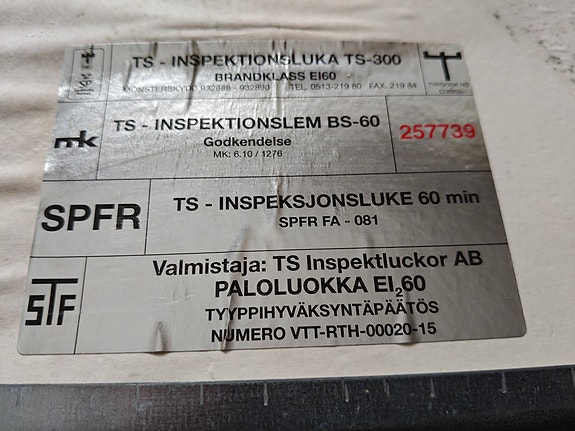 TS - INSPEKTIONSLUKA TS-300
BRANDKLASS EI60
MÖNSTERSKYDD 932888 - 932890 TEL. 0513-219 80 FAX. 219 84
mk
TS - INSPEKTIONSLEM BS-60
Godkendelse
MK: 6.10 / 1276
257739
SPFR
TS - INSPEKSJONSLUKE 60 min
SPFR FA - 081
STF
Valmistaja: TS Inspektluckor AB
PALOLUOKKA EI₂60
TYYPPIHYVÄKSYNTÄPÄÄTÖS
NUMERO VTT-RTH-00020-15